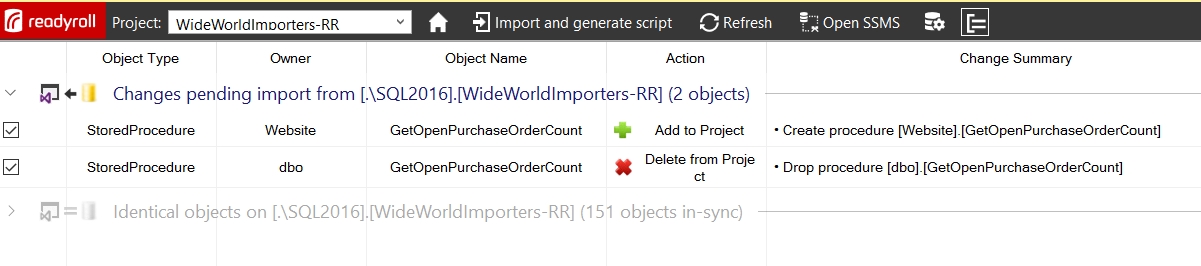 readyroll Project: WideWorldImporters-RR Import and generate script Refresh Open SSMS
Object Type Owner Object Name Action Change Summary
Changes pending import from [.\SQL2016].[WideWorldImporters-RR] (2 objects)
StoredProcedure Website GetOpenPurchaseOrderCount Add to Project • Create procedure [Website].[GetOpenPurchaseOrderCount]
StoredProcedure dbo GetOpenPurchaseOrderCount Delete from Proje
ct • Drop procedure [dbo].[GetOpenPurchaseOrderCount]
Identical objects on [.\SQL2016].[WideWorldImporters-RR] (151 objects in-sync)